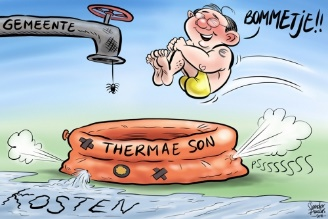 GEMEENTE
BOMMETJE!!
THERMAE SON
PSSSSSSS
KOSTEN